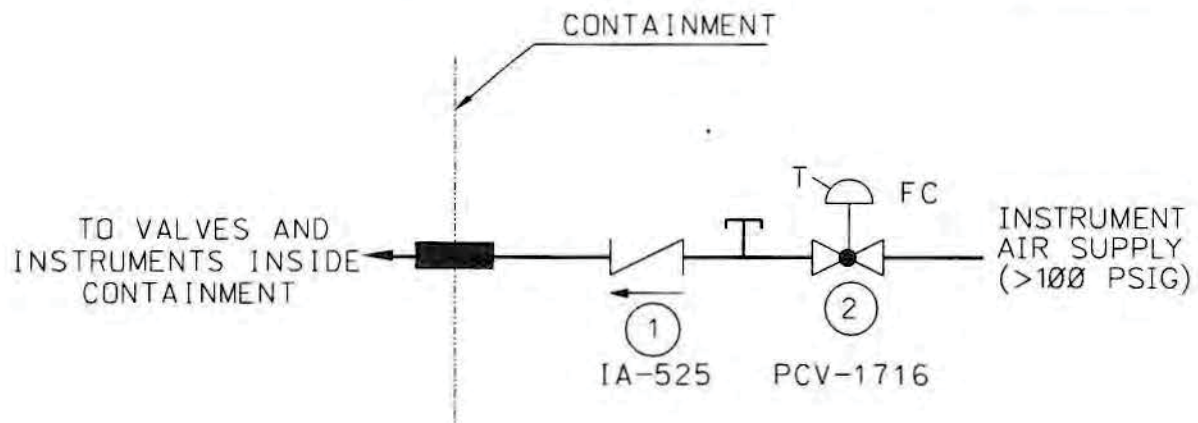 CONTAINMENT
TO VALVES AND
INSTRUMENTS INSIDE
CONTAINMENT
T
FC
INSTRUMENT
AIR SUPPLY
(>100 PSIG)
1
IA-525
2
PCV-1716